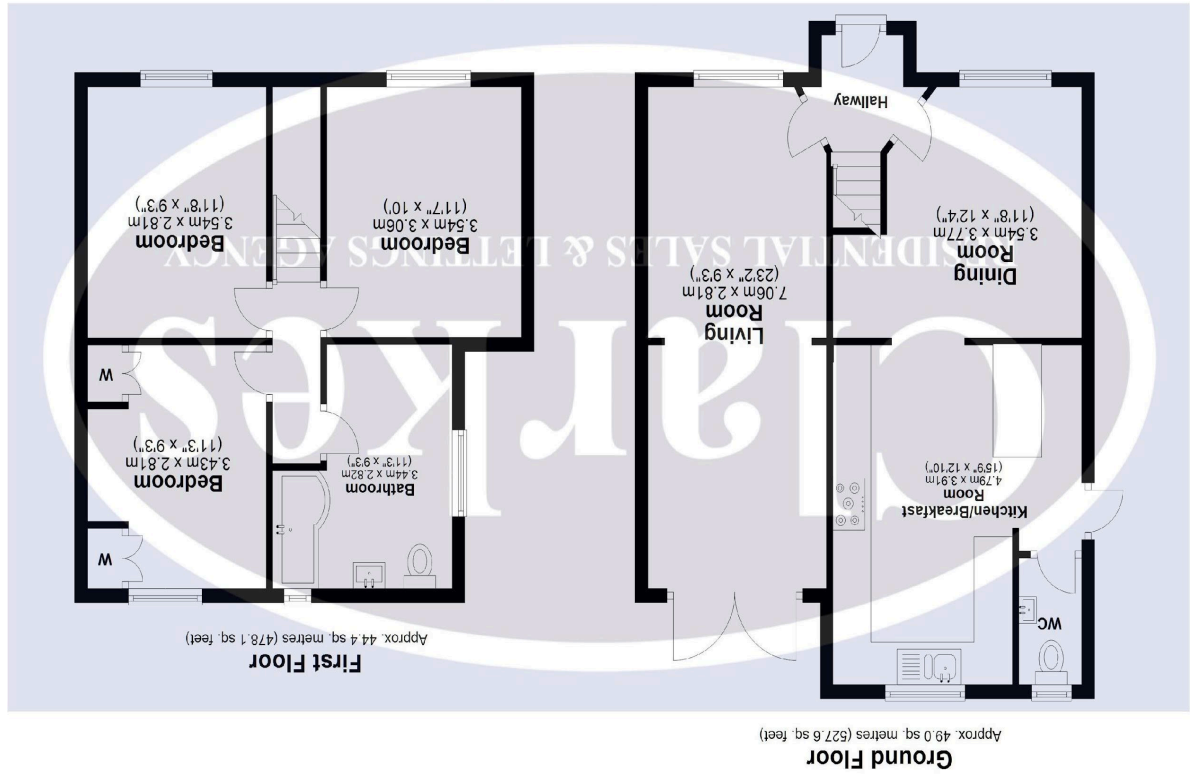 Ground Floor
Approx. 49.0 sq. metres (527.6 sq. feet)
WC
Kitchen/Breakfast
Room
4.79m x 3.91m
(15'9" x 12'10")
Living
Room
7.06m x 2.81m
(23'2" x 9'3")
Dining
Room
3.54m x 3.77m
(11'8" x 12'4")
Hallway
First Floor
Approx. 44.4 sq. metres (478.1 sq. feet)
Bathroom
3.44m x 2.82m
(11'3" x 9'3")
W
Bedroom
3.43m x 2.81m
(11'3" x 9'3")
W
Bedroom
3.54m x 3.06m
(11'7" x 10')
Bedroom
3.54m x 2.81m
(11'8" x 9'3")
Clarkes
RESIDENTIAL SALES & LETTINGS AGENCY